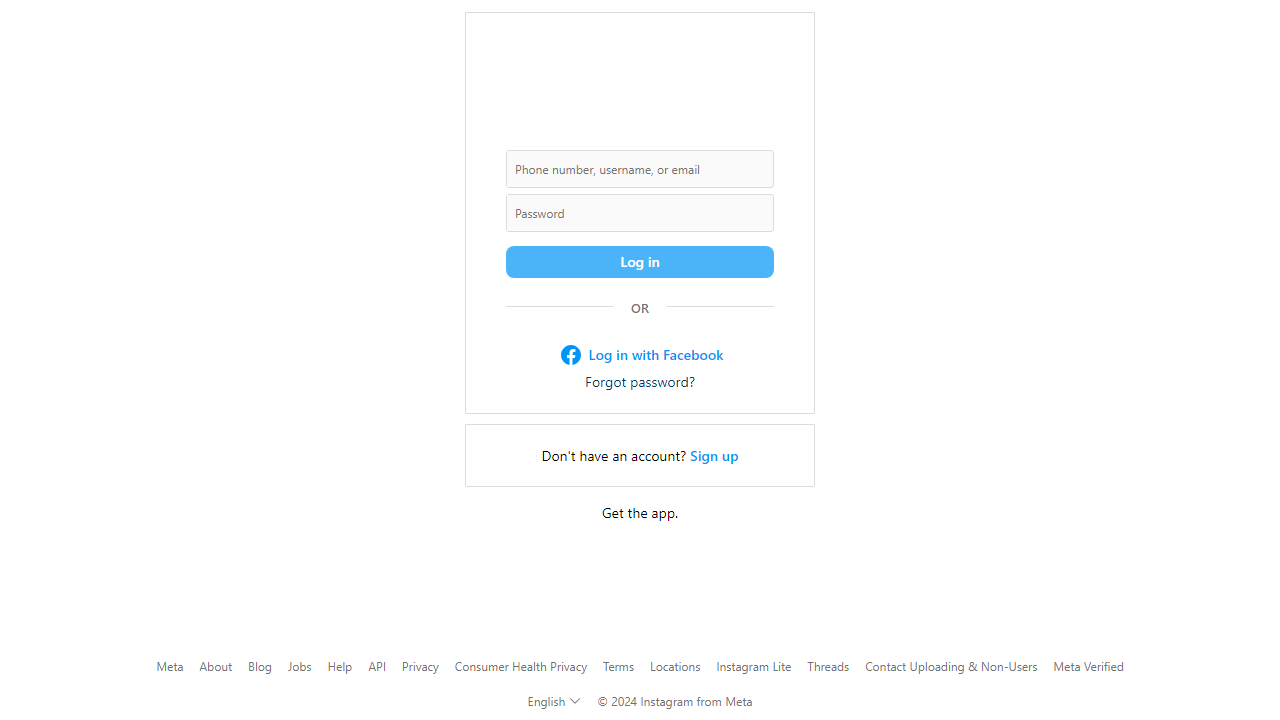 Phone number, username, or email
Password
Log in
OR
Log in with Facebook
Forgot password?
Don't have an account? Sign up
Get the app.
Meta About Blog Jobs Help API Privacy Consumer Health Privacy Terms Locations Instagram Lite Threads Contact Uploading & Non-Users Meta Verified
English © 2024 Instagram from Meta